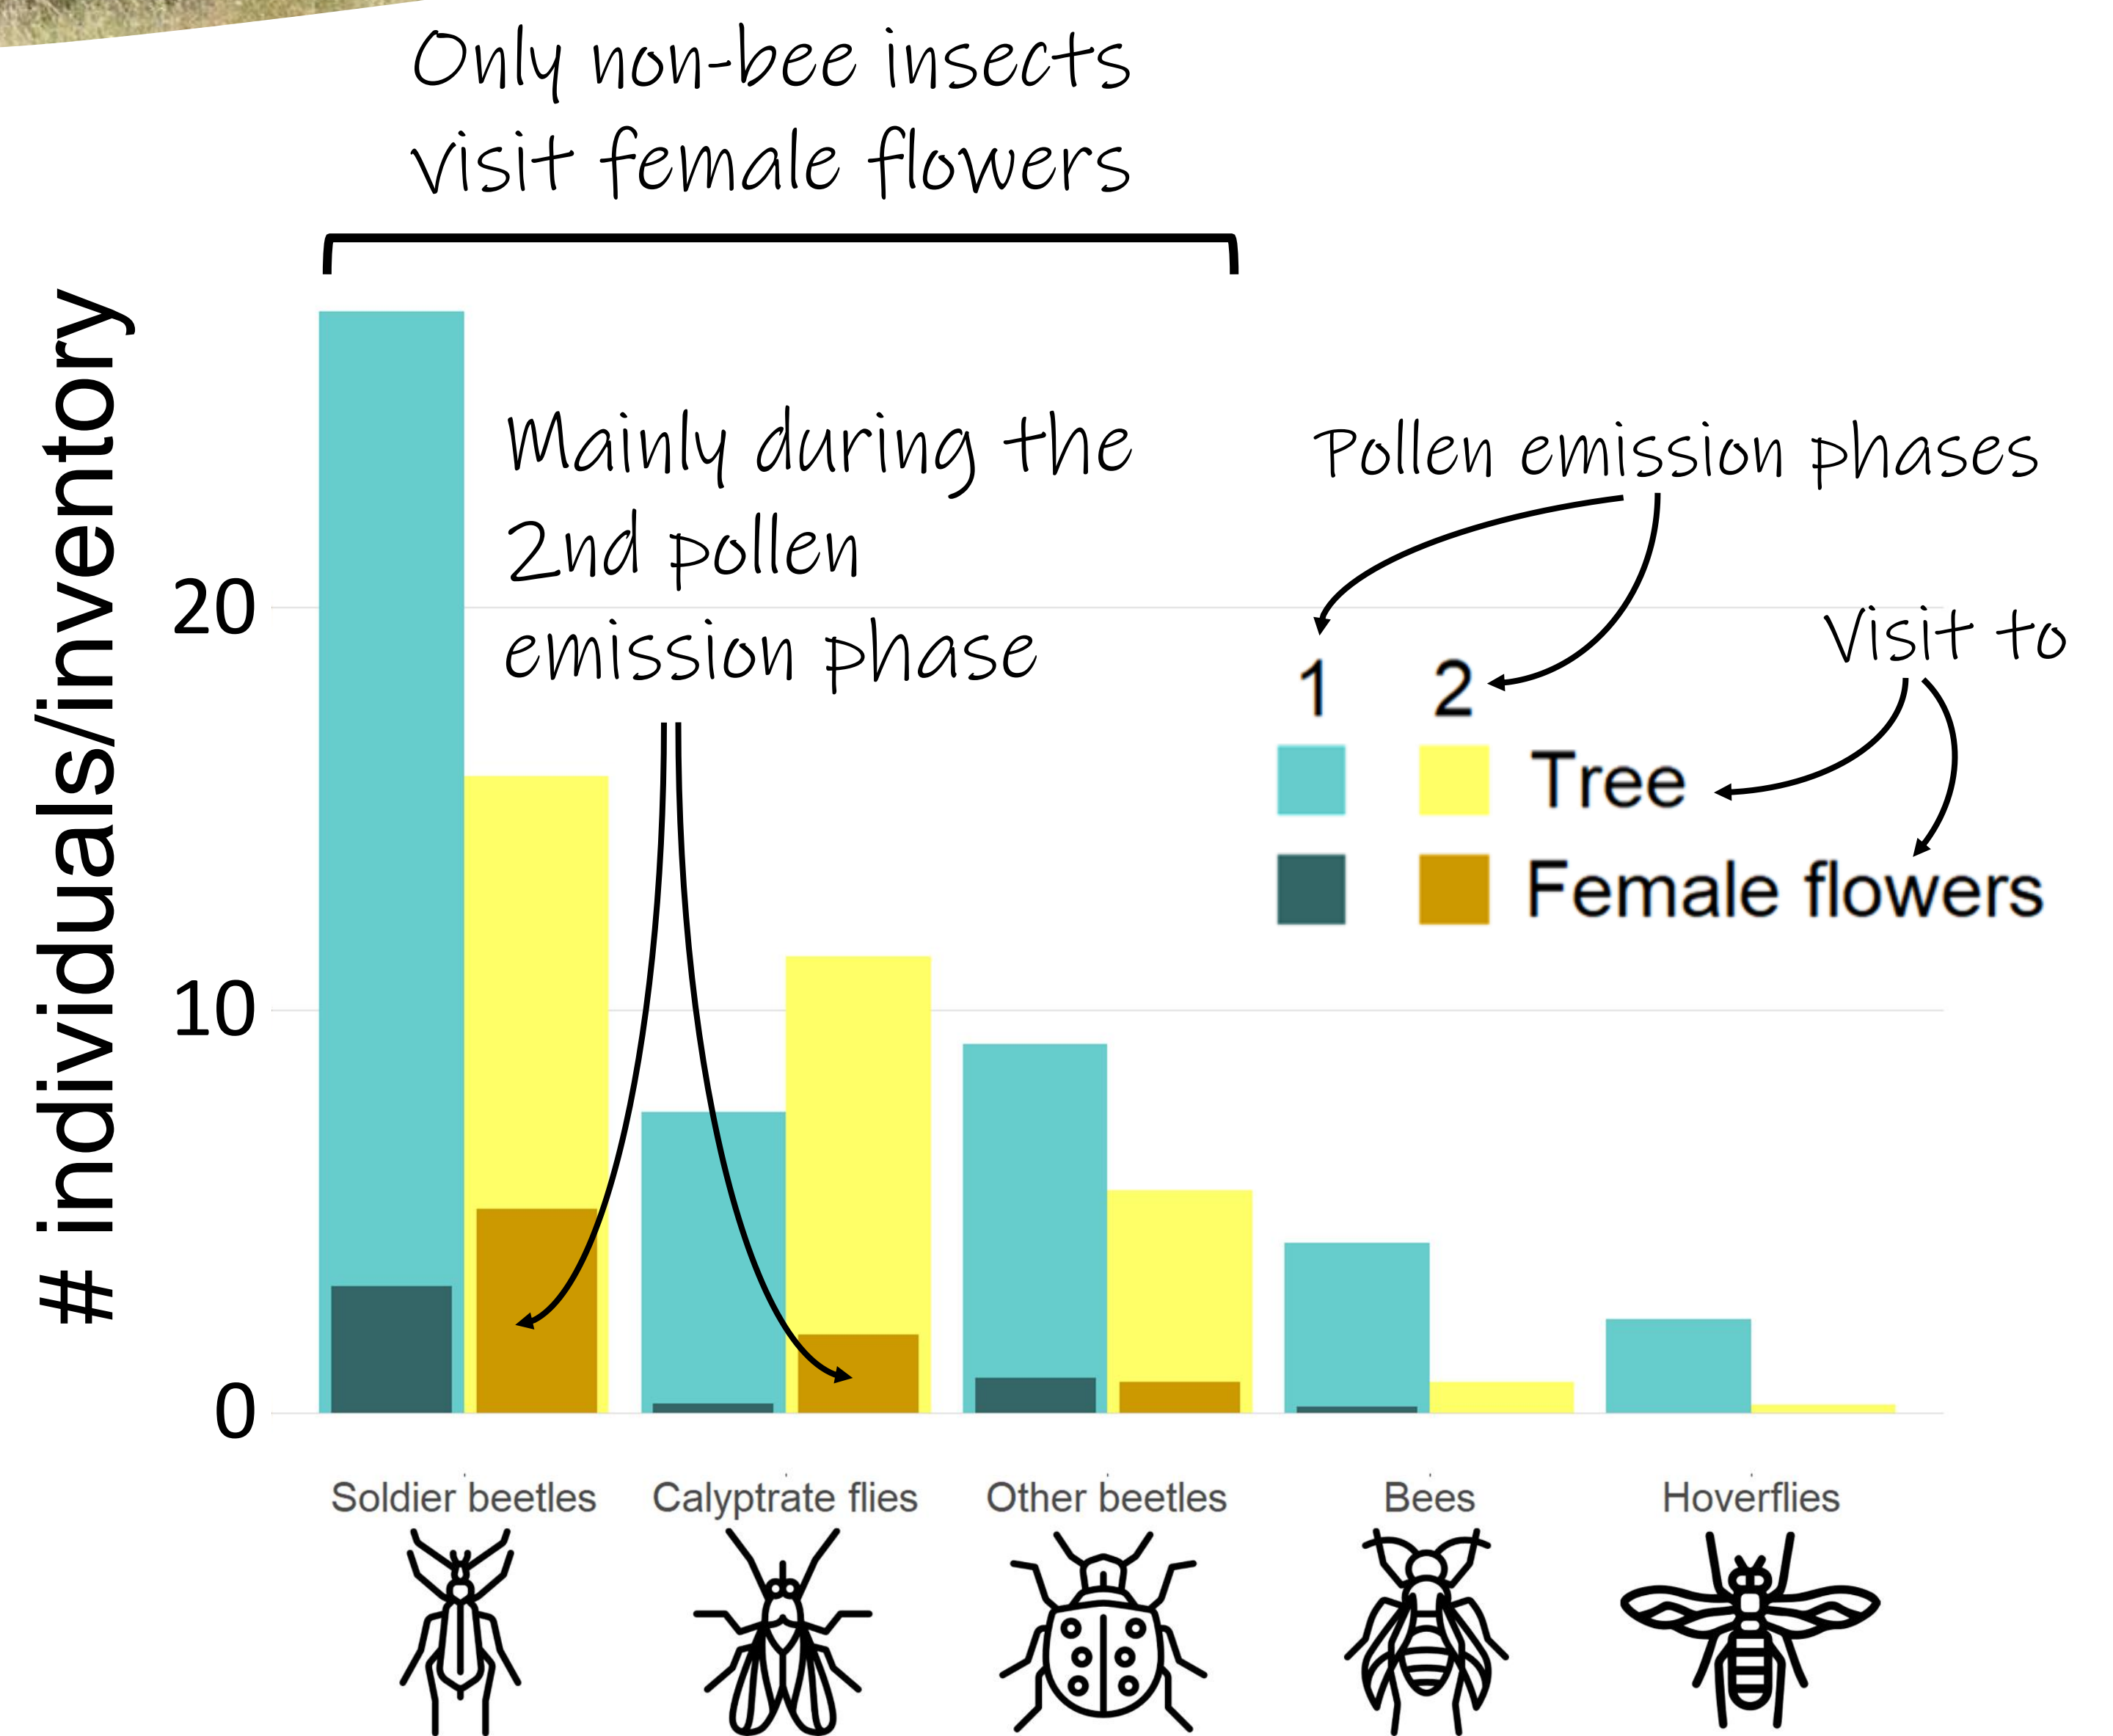 Only non-bee insects
visit female flowers
# individuals/inventory
Mainly during the
2nd pollen
emission phase
Pollen emission phases
Visit to
1 2
Tree
Female flowers
20
10
0
Soldier beetles
Calyptrate flies
Other beetles
Bees
Hoverflies